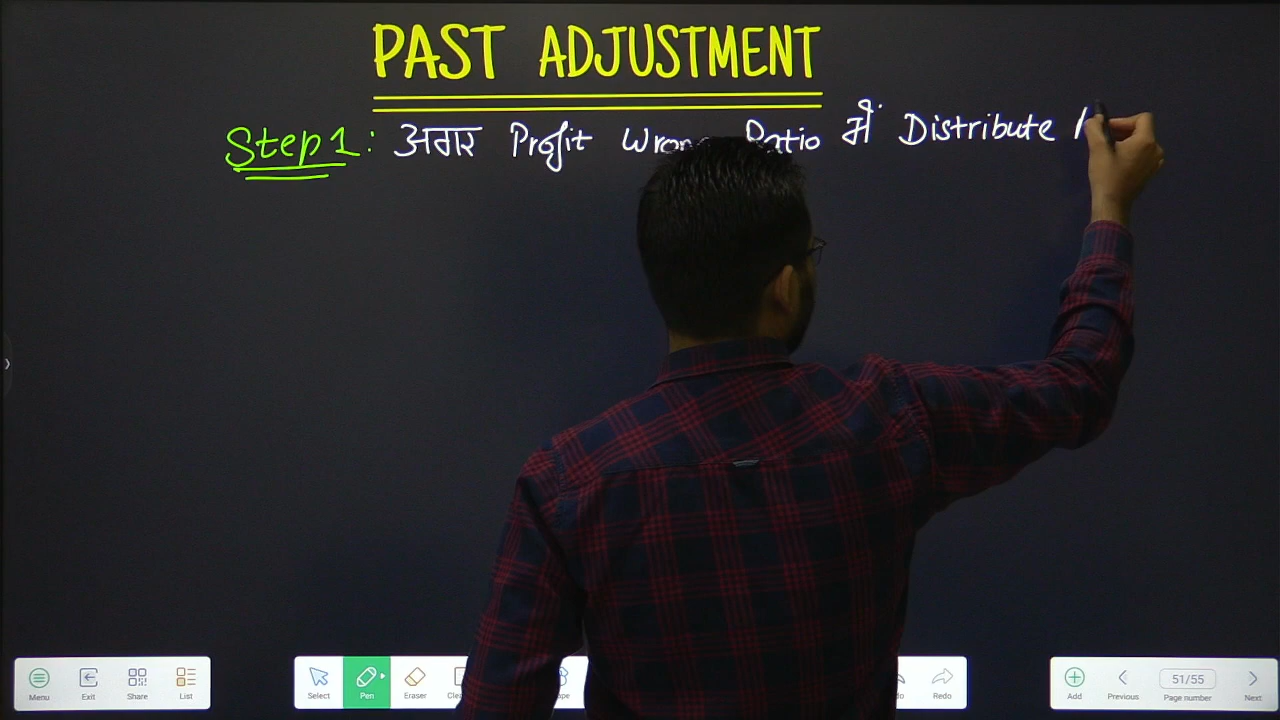 PAST ADJUSTMENT
Step 1: अगर Profit Ratio में Distribute
Menu Exit Share List Select Pen Eraser Redo Add Previous 51/55 Page number Next